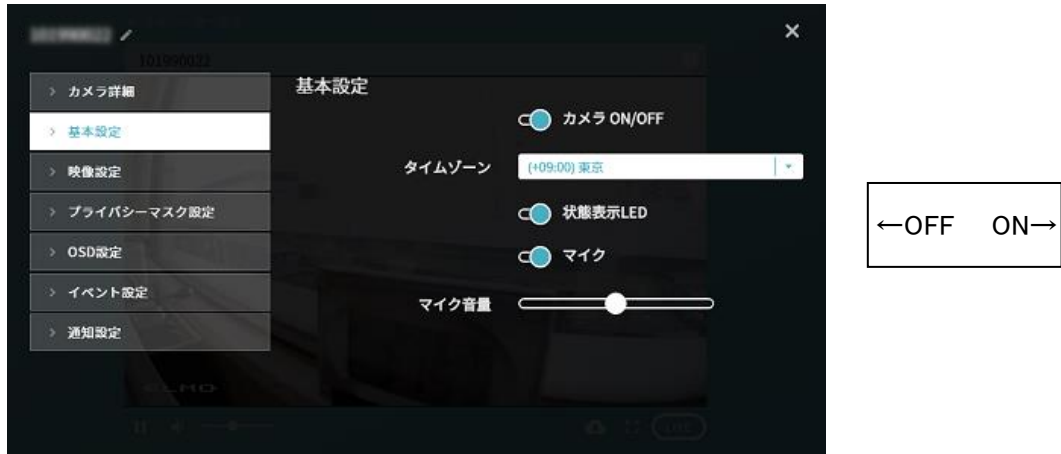 101990022
カメラ詳細
基本設定
映像設定
プライバシーマスク設定
OSD設定
イベント設定
通知設定
基本設定
カメラ ON/OFF
タイムゾーン
(+09:00) 東京
状態表示LED
マイク
マイク音量
ELMO
←OFF ON→